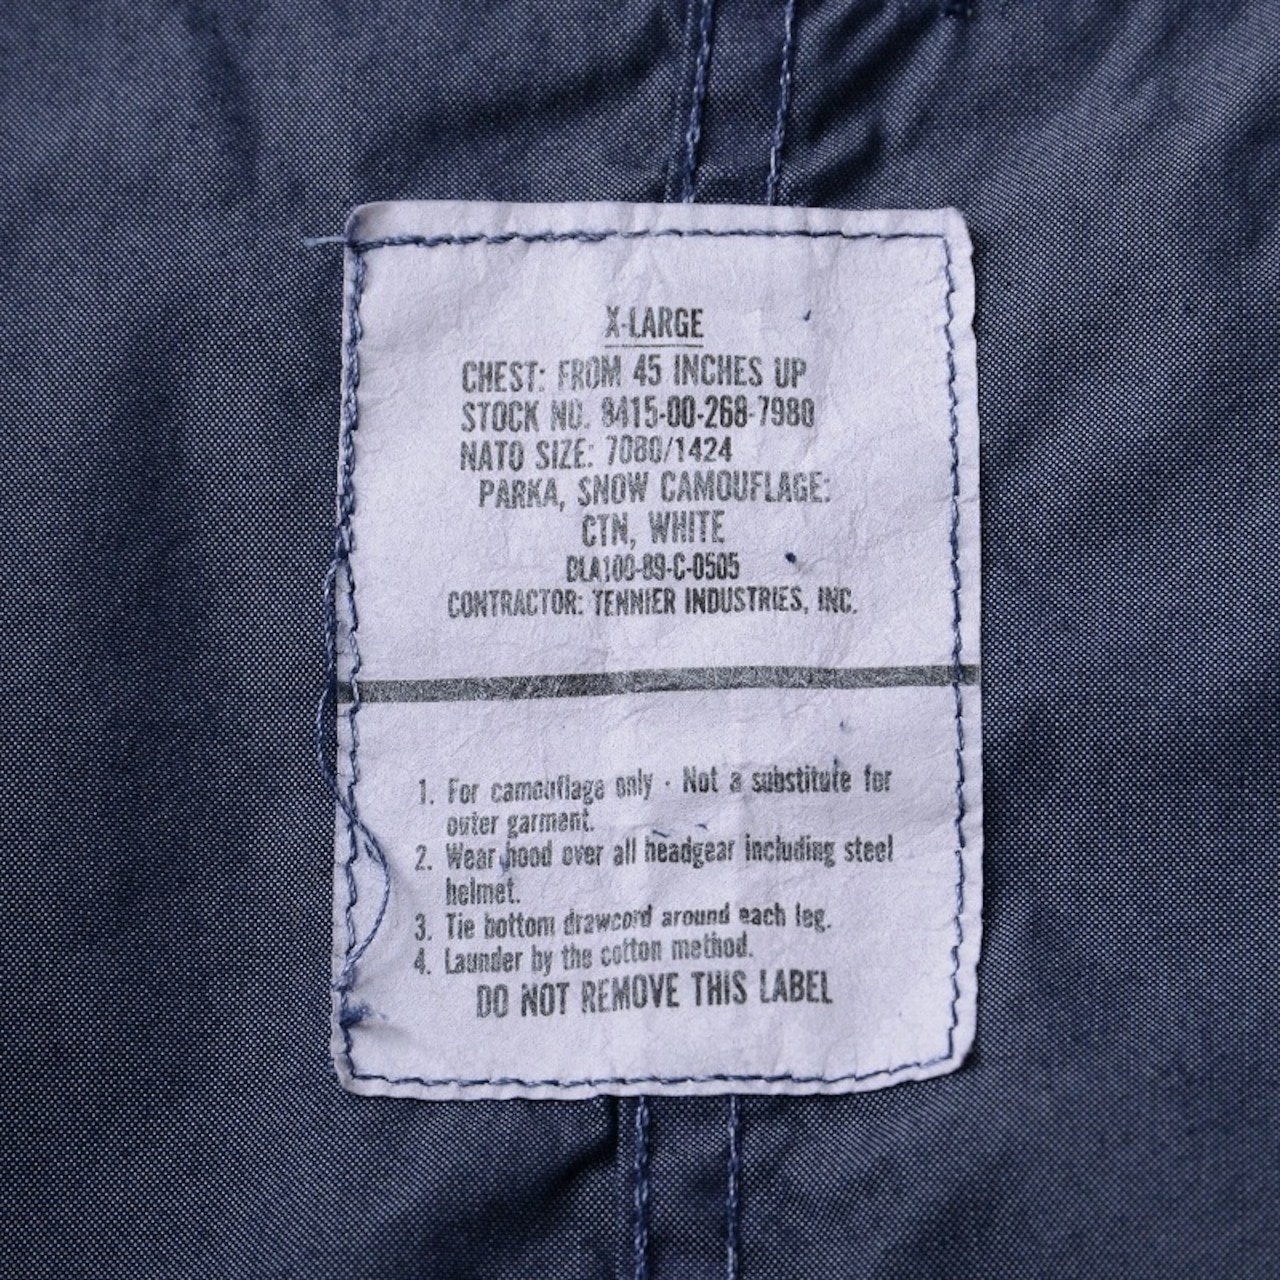 X-LARGE
CHEST: FROM 45 INCHES UP
STOCK NO. 8415-00-268-7980
NATO SIZE: 7080/1424
PARKA, SNOW CAMOUFLAGE:
CTN, WHITE
DLA100-89-C-0505
CONTRACTOR: TENNIER INDUSTRIES, INC.
1. For camouflage only - Not a substitute for
outer garment.
2. Wear hood over all headgear including steel
helmet.
3. Tie bottom drawcord around each leg.
4. Launder by the cotton method.
DO NOT REMOVE THIS LABEL